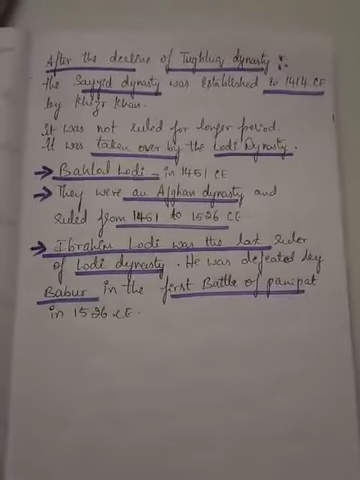 After the decline of Tughluq dynasty :-
the Sayyid dynasty was established in 1414 CE
by Khizr Khan.
It was not ruled for longer period.
It was taken over by the Lodi Dynasty.
→ Bahlol Lodi - in 1451 CE
→ They were an Afghan dynasty and
ruled from 1451 to 1526 CE.
→ Ibrahim Lodi was the last ruler
of Lodi dynasty. He was defeated by
Babur in the first Battle of panipat
in 1526 CE.